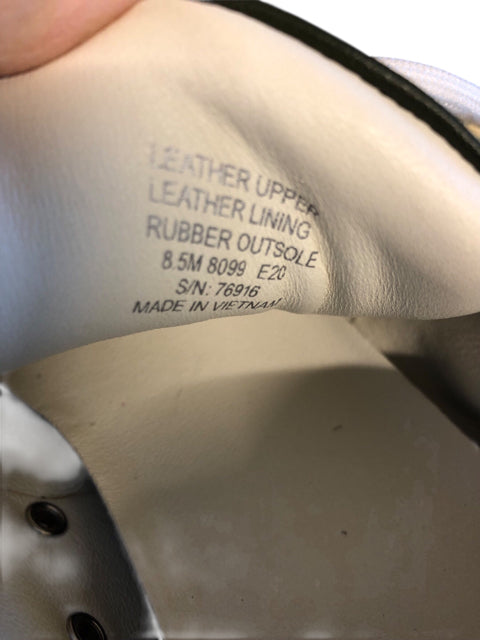 LEATHER UPPER
LEATHER LINING
RUBBER OUTSOLE
8.5M 8099 E20
S/N: 76916
MADE IN VIETNAM